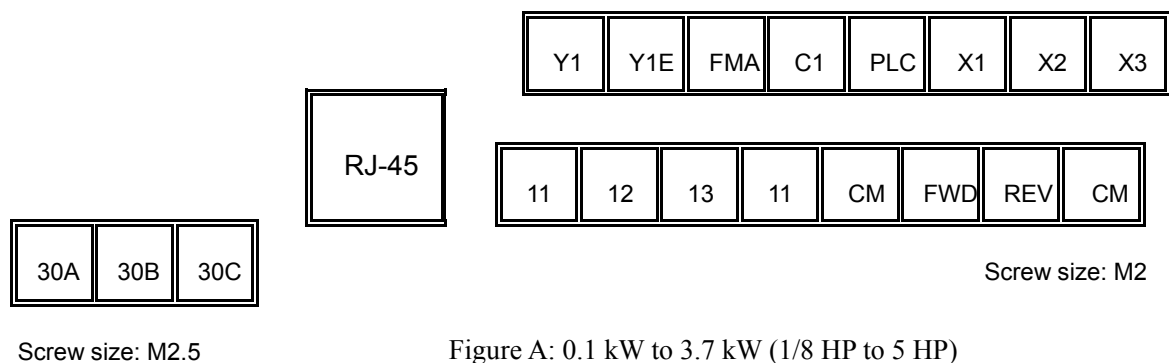 Y1 Y1E FMA C1 PLC X1 X2 X3
RJ-45
11 12 13 11 CM FWD REV CM
30A 30B 30C
Screw size: M2
Screw size: M2.5
Figure A: 0.1 kW to 3.7 kW (1/8 HP to 5 HP)